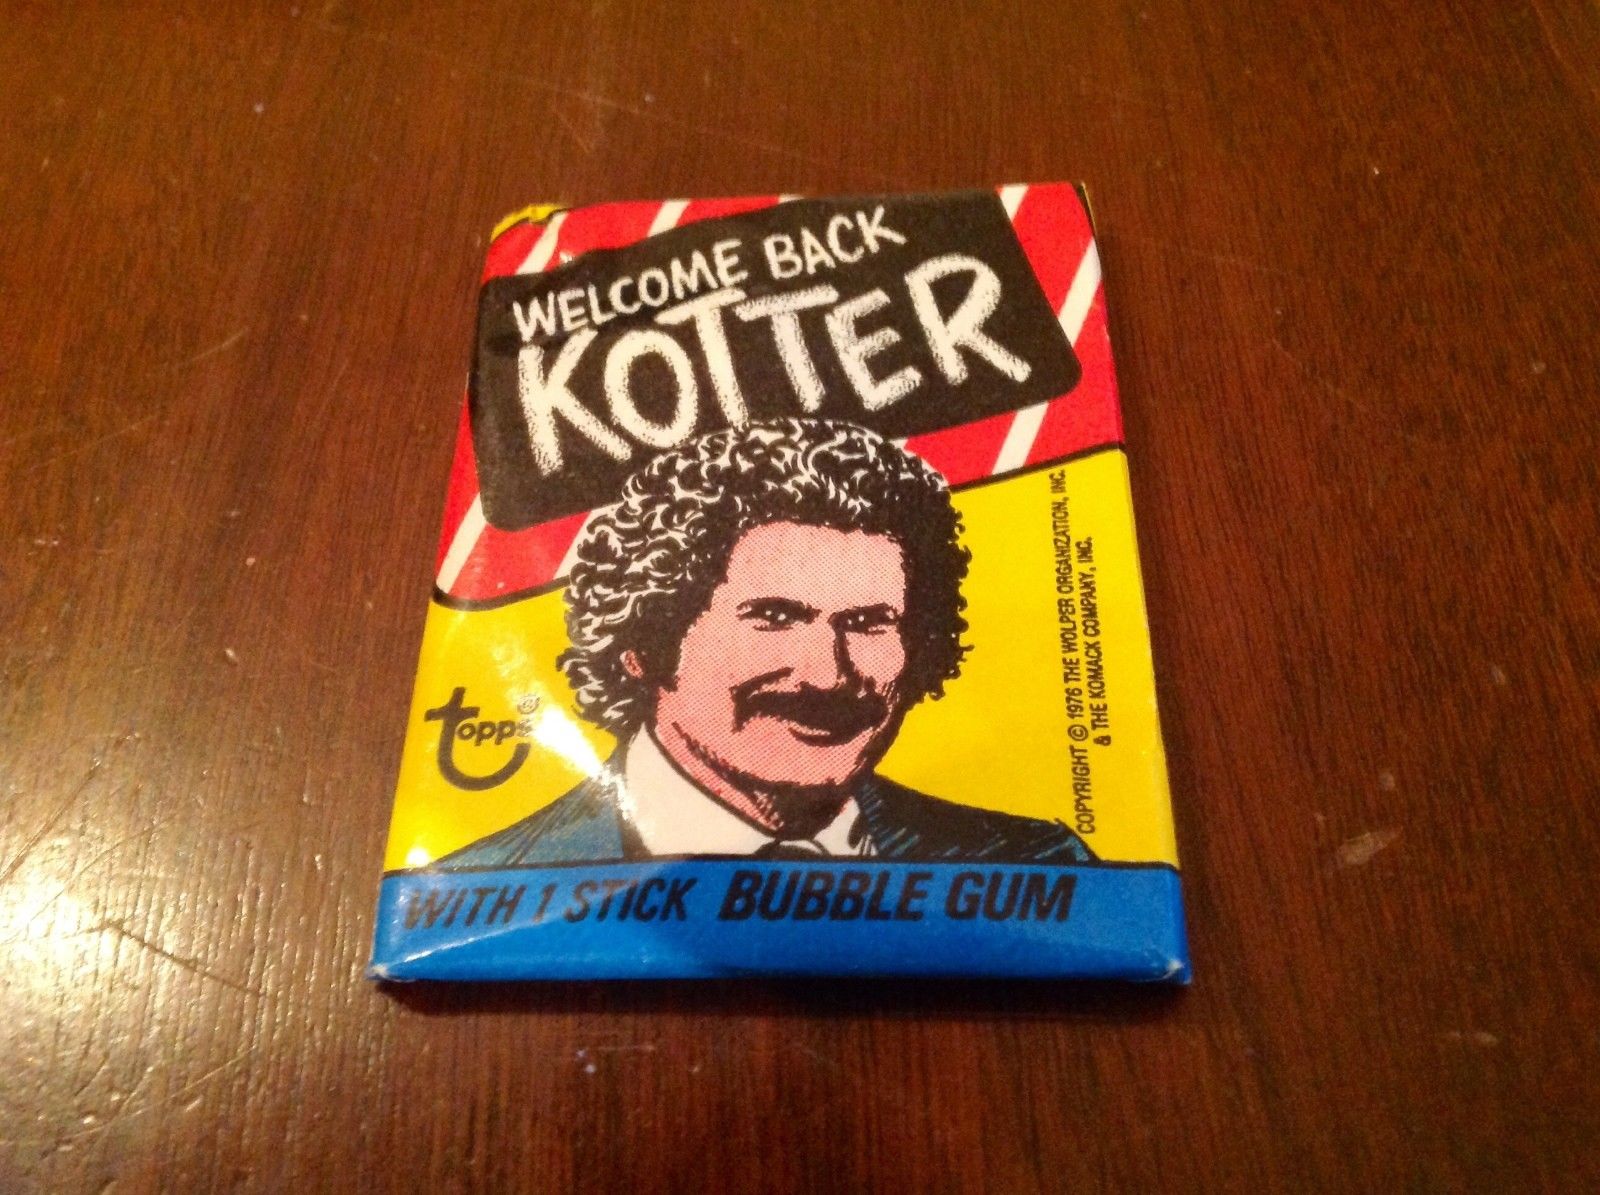 WELCOME BACK
KOTTER
topps®
COPYRIGHT © 1976 THE WOLPER ORGANIZATION, INC.
& THE KOMACK COMPANY, INC.
WITH 1 STICK BUBBLE GUM